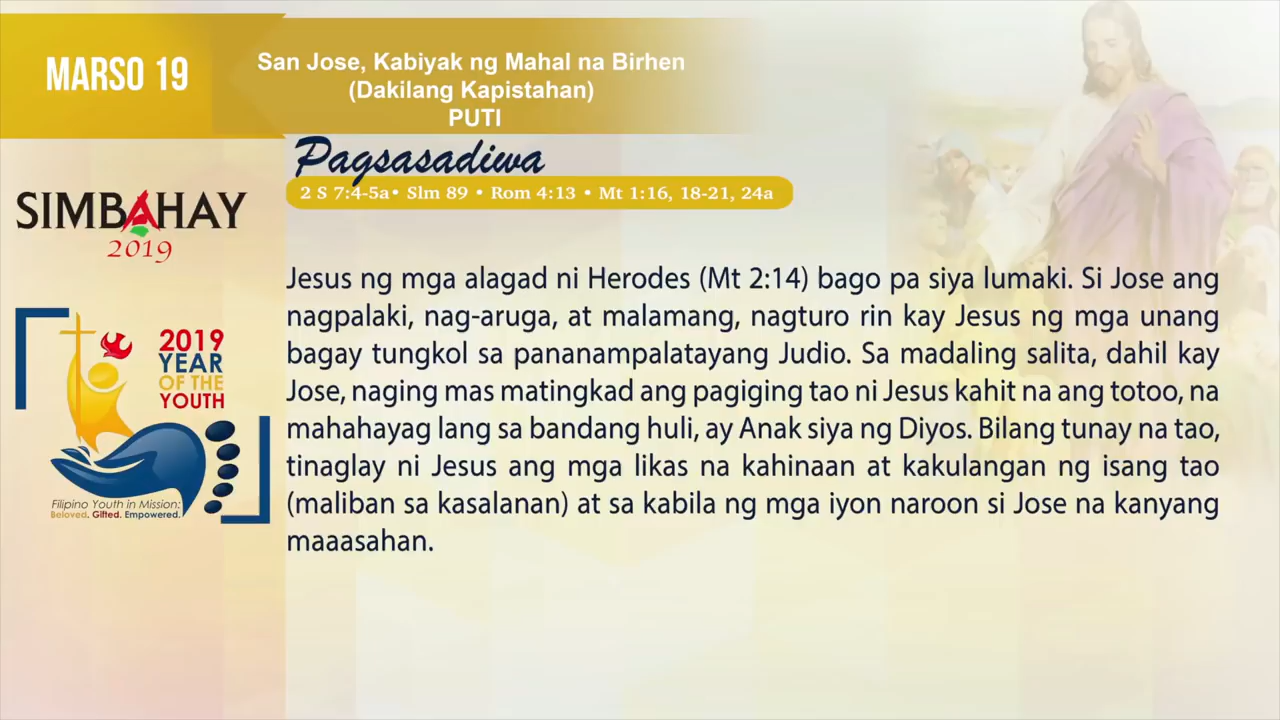 MARSO 19
San Jose, Kabiyak ng Mahal na Birhen
(Dakilang Kapistahan)
PUTI
Pagsasadiwa
2 S 7:4-5a• Slm 89 • Rom 4:13 • Mt 1:16, 18-21, 24a
SIMBAHAY
2019
2019
YEAR
OF THE
YOUTH
Filipino Youth in Mission:
Beloved. Gifted. Empowered.
Jesus ng mga alagad ni Herodes (Mt 2:14) bago pa siya lumaki. Si Jose ang
nagpalaki, nag-aruga, at malamang, nagturo rin kay Jesus ng mga unang
bagay tungkol sa pananampalatayang Judio. Sa madaling salita, dahil kay
Jose, naging mas matingkad ang pagiging tao ni Jesus kahit na ang totoo, na
mahahayag lang sa bandang huli, ay Anak siya ng Diyos. Bilang tunay na tao,
tinaglay ni Jesus ang mga likas na kahinaan at kakulangan ng isang tao
(maliban sa kasalanan) at sa kabila ng mga iyon naroon si Jose na kanyang
maaasahan.